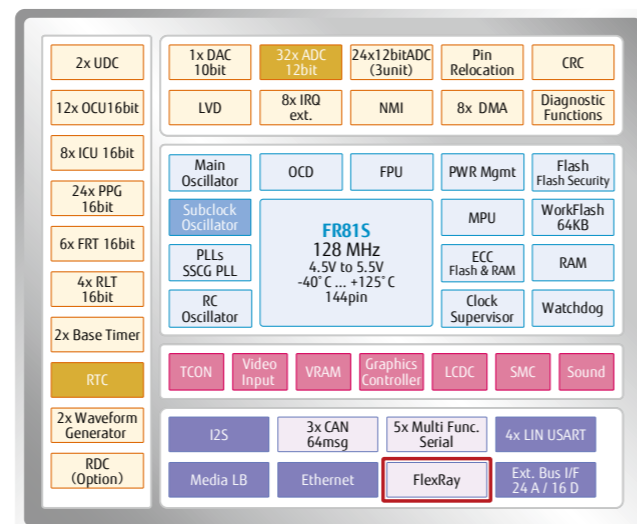 2x UDC
12x OCU16bit
8x ICU 16bit
24x PPG
16bit
6x FRT 16bit
4x RLT
16bit
2x Base Timer
RTC
2x Waveform
Generator
RDC
(Option)
1x DAC
10bit
32x ADC
12bit
24x12bitADC
(3unit)
Pin
Relocation
CRC
LVD
8x IRQ
ext.
NMI
8x DMA
Diagnostic
Functions
Main
Oscillator
OCD
FPU
PWR Mgmt
Flash
Flash Security
Subclock
Oscillator
FR81S
128 MHz
4.5V to 5.5V
-40°C ... +125°C
144pin
MPU
WorkFlash
64KB
PLLs
SSCG PLL
ECC
Flash & RAM
RAM
RC
Oscillator
Clock
Supervisor
Watchdog
TCON
Video
Input
VRAM
Graphics
Controller
LCDC
SMC
Sound
I2S
3x CAN
64msg
5x Multi Func.
Serial
4x LIN USART
Media LB
Ethernet
FlexRay
Ext. Bus I/F
24 A / 16 D